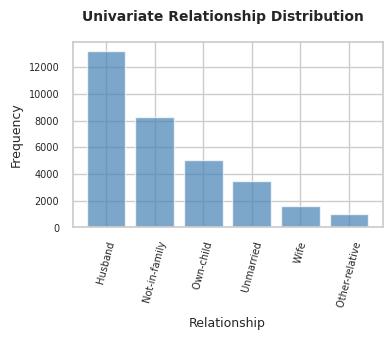 Univariate Relationship Distribution
12000
10000
8000
6000
4000
2000
0
Frequency
Husband
Not-in-family
Own-child
Unmarried
Wife
Other-relative
Relationship